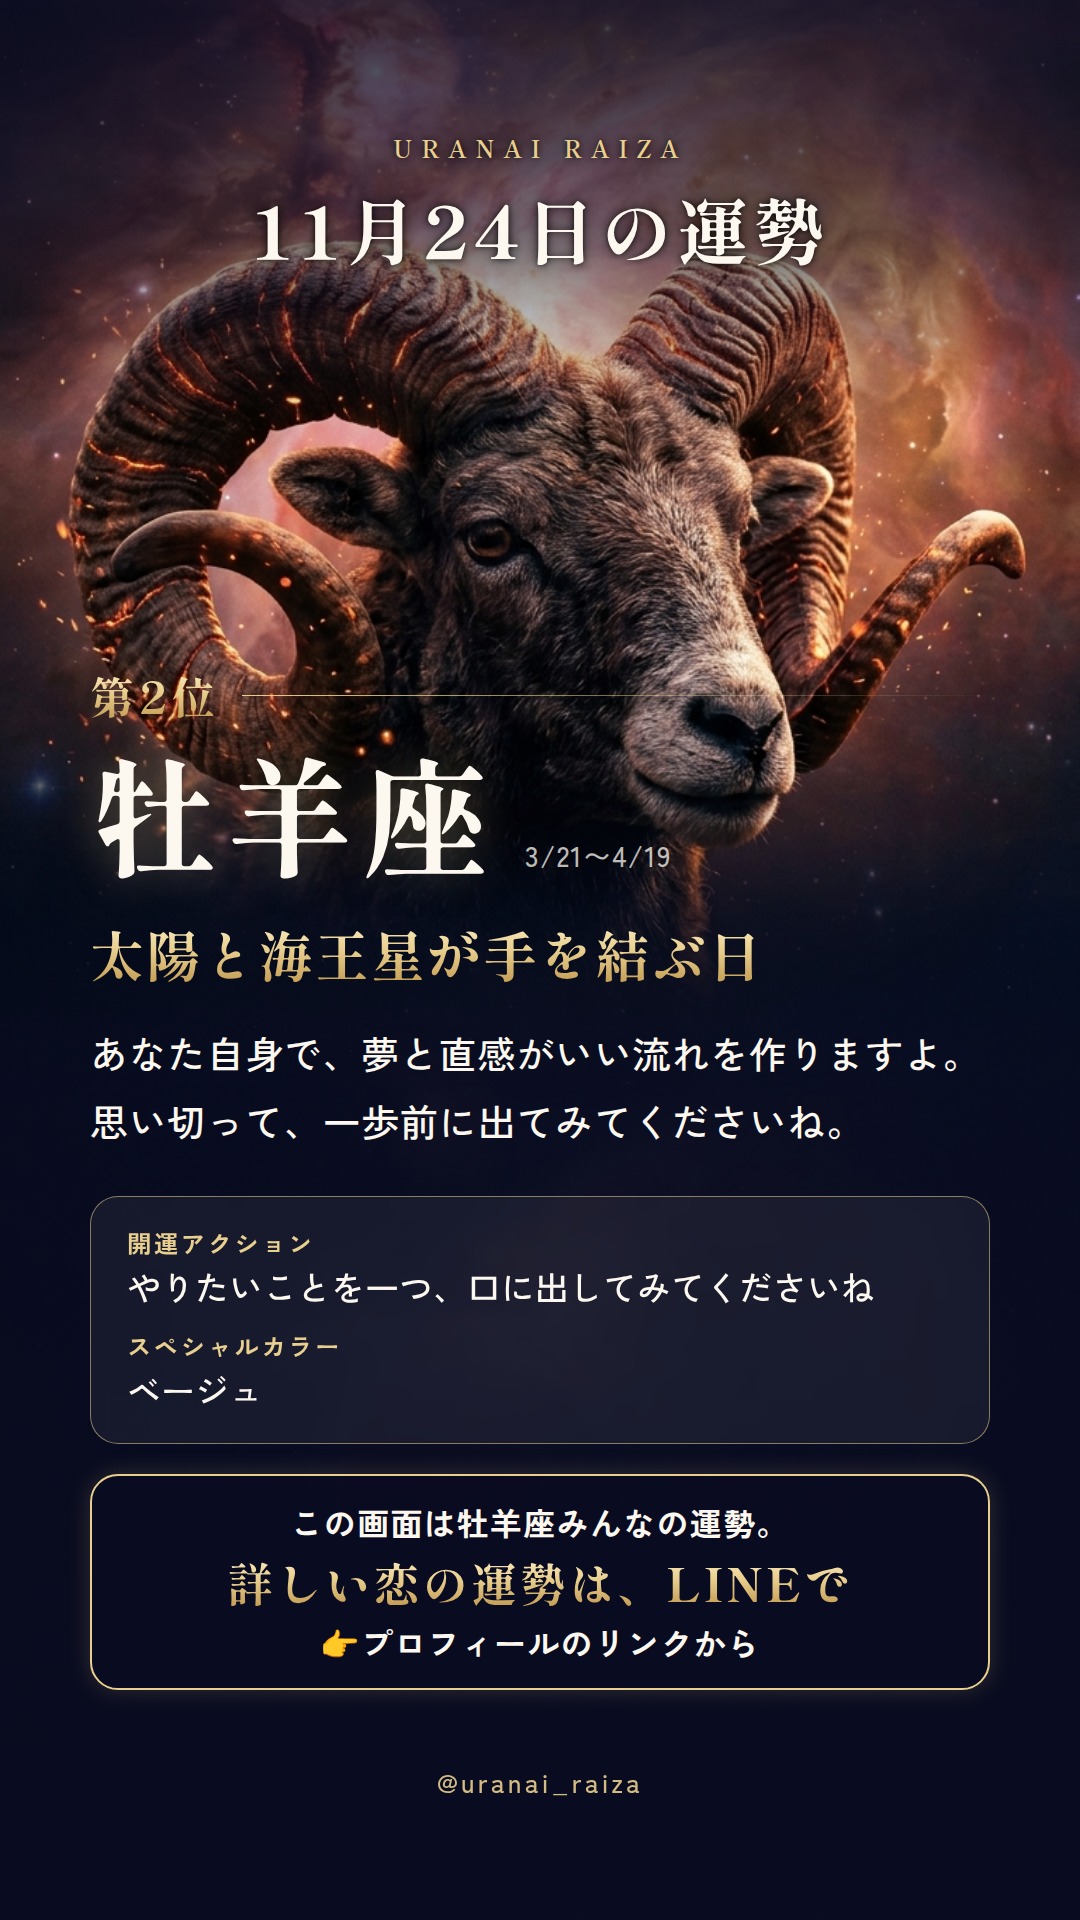 URANAI RAIZA
11月24日の運勢
第2位
牡羊座
3/21〜4/19
太陽と海王星が手を結ぶ日
あなた自身で、夢と直感がいい流れを作りますよ。
思い切って、一歩前に出てみてくださいね。
開運アクション
やりたいことを一つ、口に出してみてくださいね
スペシャルカラー
ベージュ
この画面は牡羊座みんなの運勢。
詳しい恋の運勢は、LINEで
👉プロフィールのリンクから
@uranai_raiza